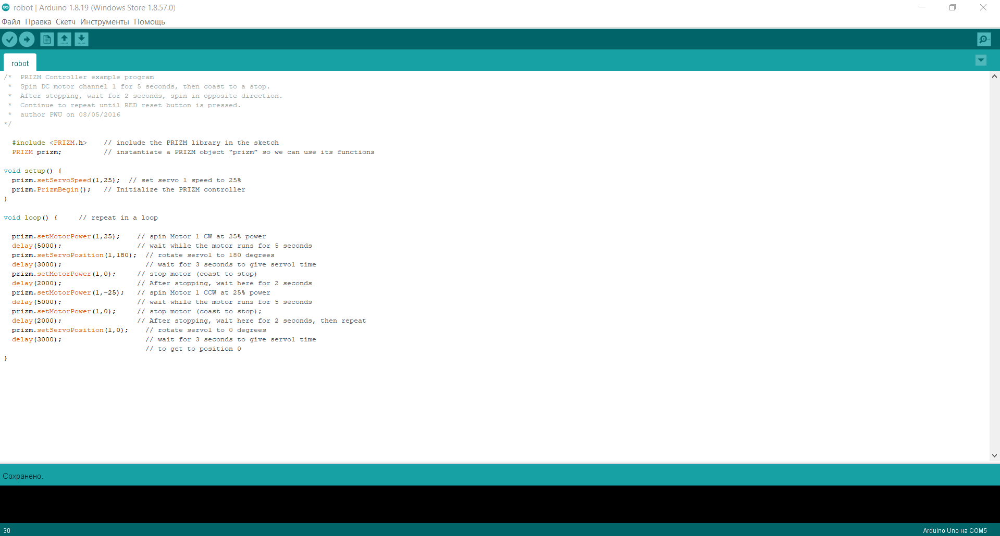 robot | Arduino 1.8.19 (Windows Store 1.8.57.0)
Файл Правка Скетч Инструменты Помощь
robot
/*  PRIZM Controller example program
 *  Spin DC motor channel 1 for 5 seconds, then coast to a stop.
 *  After stopping, wait for 2 seconds, spin in opposite direction.
 *  Continue to repeat until RED reset button is pressed.
 *  author PWU on 08/05/2016
*/
  #include <PRIZM.h>    // include the PRIZM library in the sketch
  PRIZM prizm;          // instantiate a PRIZM object “prizm” so we can use its functions
void setup() {
  prizm.setServoSpeed(1,25);  // set servo 1 speed to 25%
  prizm.PrizmBegin();   // Initialize the PRIZM controller
}
void loop() {     // repeat in a loop
  prizm.setMotorPower(1,25);    // spin Motor 1 CW at 25% power
  delay(5000);                  // wait while the motor runs for 5 seconds
  prizm.setServoPosition(1,180);  // rotate servo1 to 180 degrees
  delay(3000);                    // wait for 3 seconds to give servo1 time
  prizm.setMotorPower(1,0);     // stop motor (coast to stop)
  delay(2000);                  // After stopping, wait here for 2 seconds
  prizm.setMotorPower(1,-25);   // spin Motor 1 CCW at 25% power
  delay(5000);                  // wait while the motor runs for 5 seconds
  prizm.setMotorPower(1,0);     // stop motor (coast to stop);
  delay(2000);                  // After stopping, wait here for 2 seconds, then repeat
  prizm.setServoPosition(1,0);    // rotate servo1 to 0 degrees
  delay(3000);                    // wait for 3 seconds to give servo1 time
                                  // to get to position 0
}
Сохранено.
30
Arduino Uno на COM5